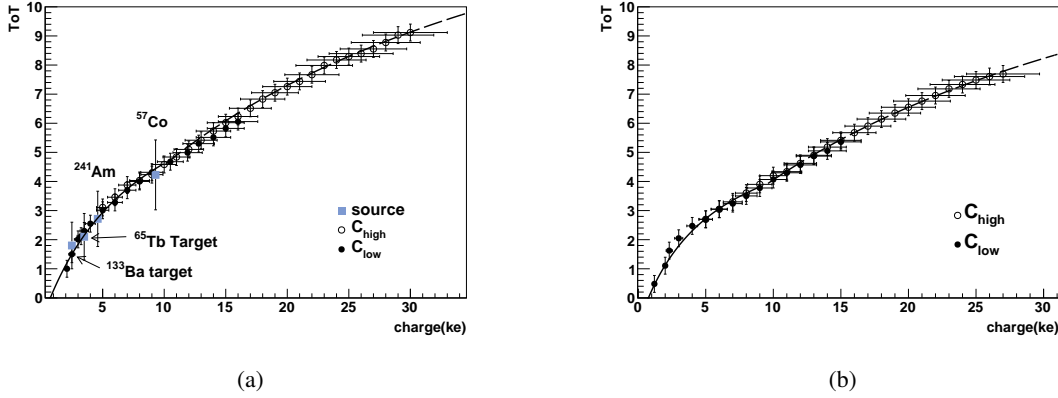 ToT
10
9
8
7
6
5
4
3
2
1
0
5 10 15 20 25 30
charge(ke)
57Co
241Am
65Tb Target
133Ba target
source
Chigh
Clow
(a)
ToT
10
9
8
7
6
5
4
3
2
1
0
0 5 10 15 20 25 30
charge(ke)
Chigh
Clow
(b)